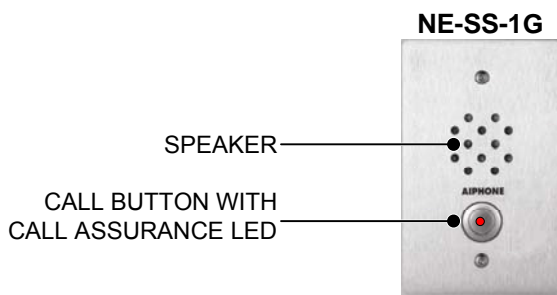 NE-SS-1G
SPEAKER
AIPHONE
CALL BUTTON WITH
CALL ASSURANCE LED